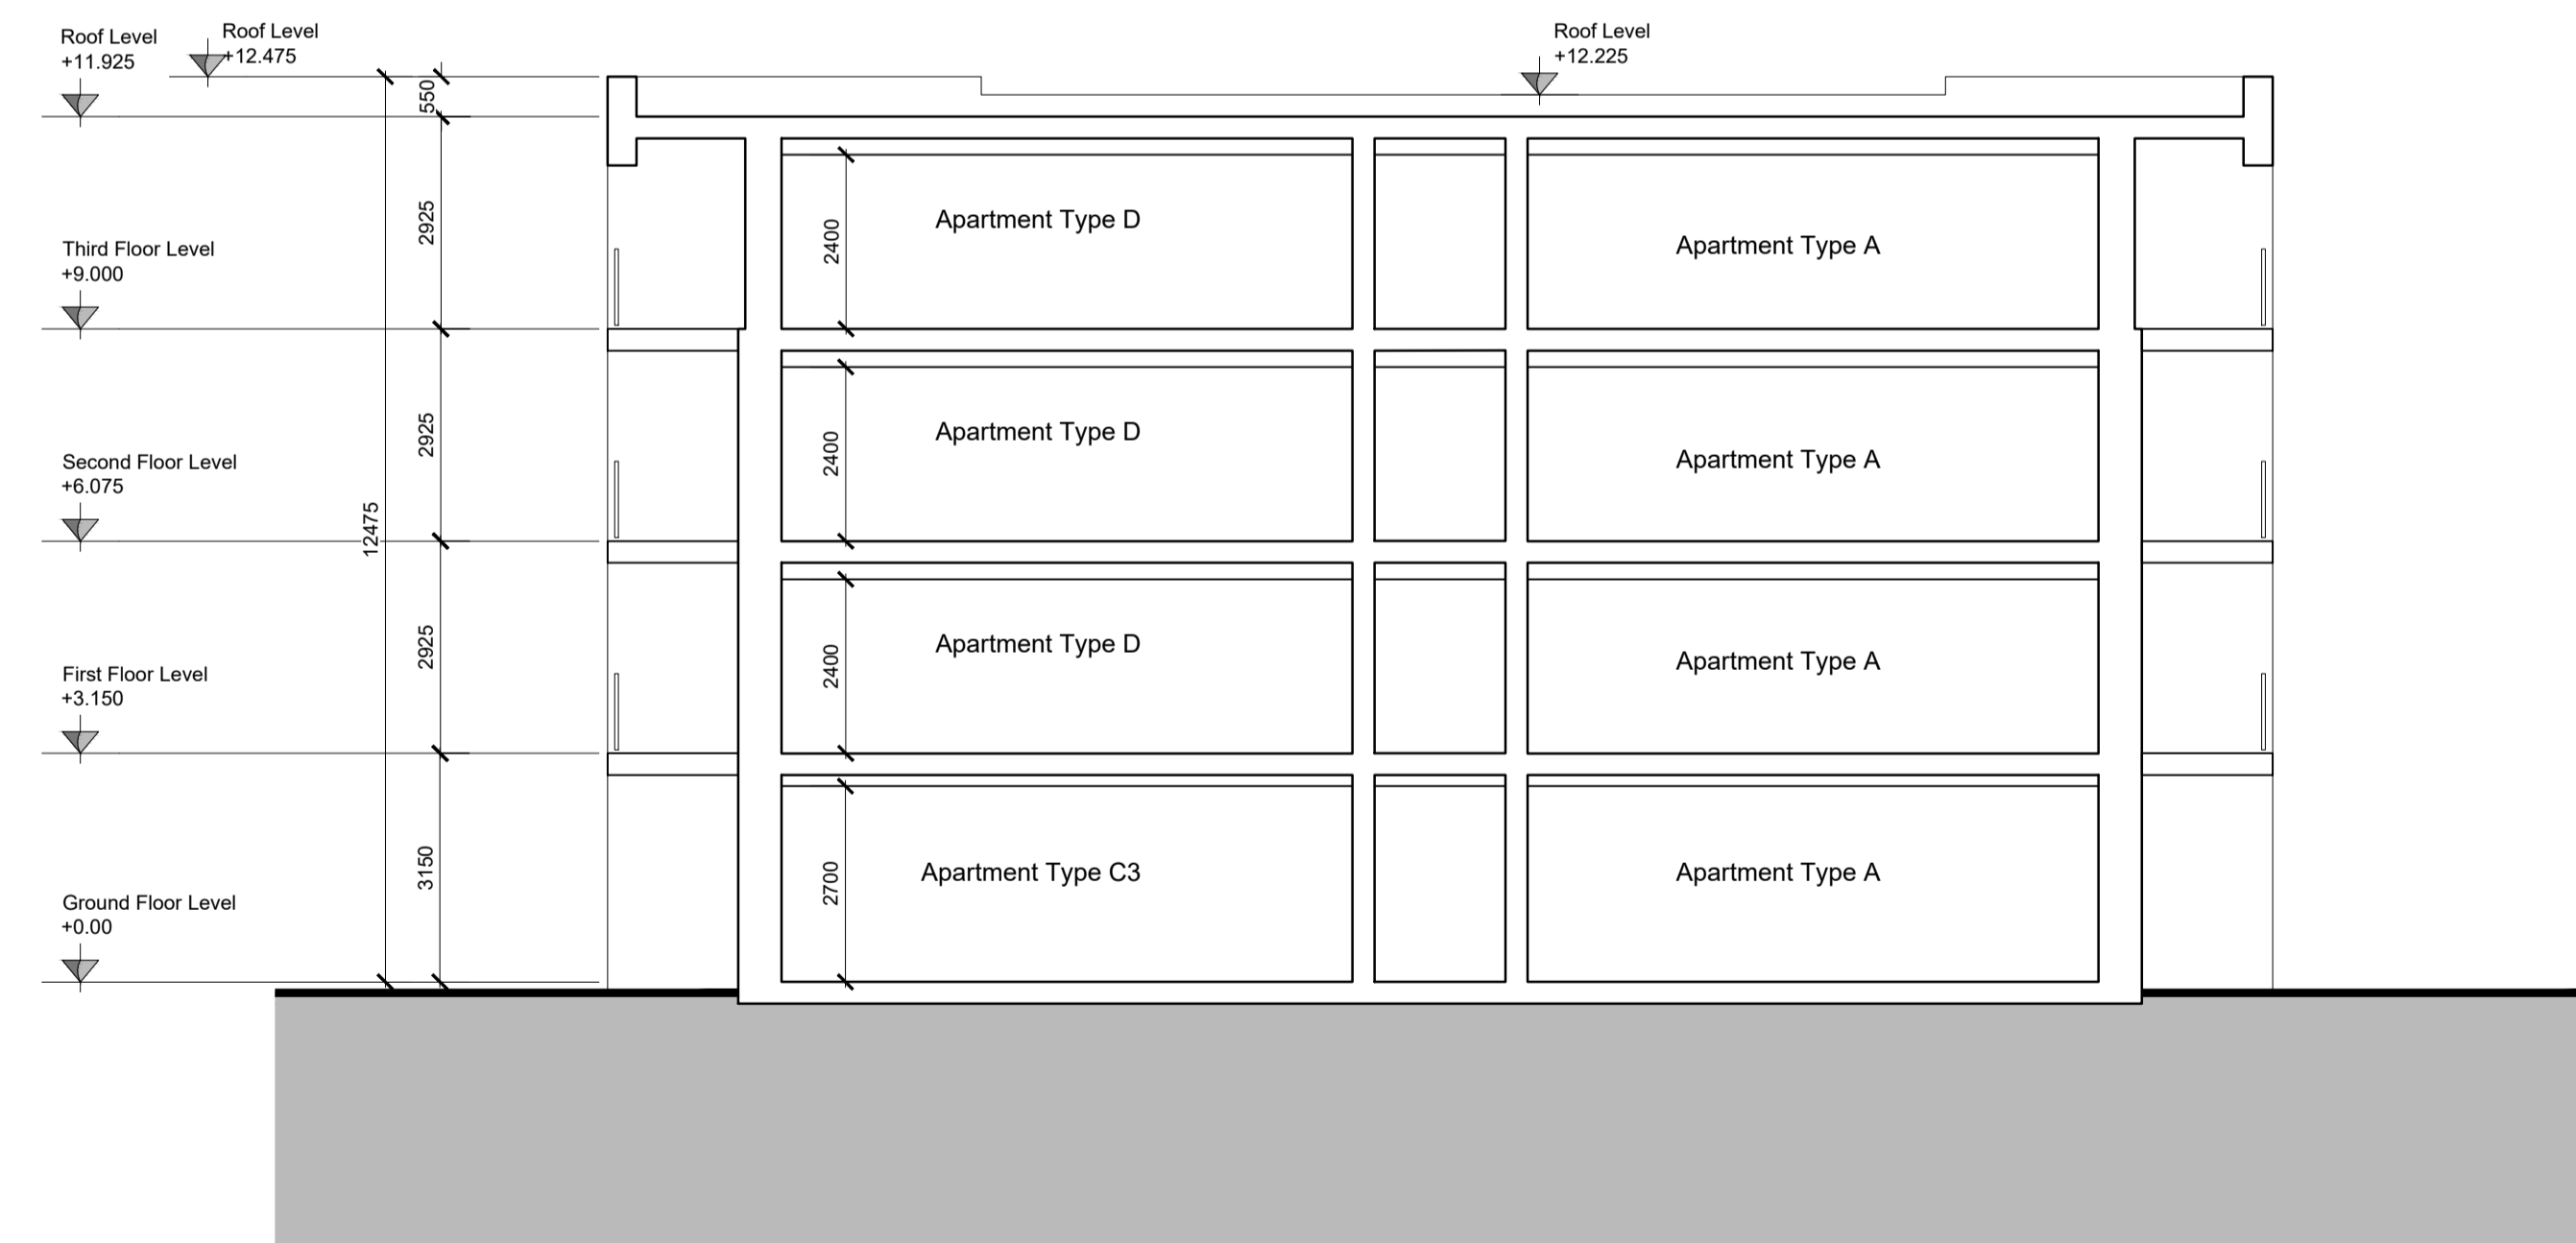 Roof Level
+11.925
Roof Level
+12.475
Roof Level
+12.225
550
2925
Third Floor Level
+9.000
2400
Apartment Type D
Apartment Type A
2925
Second Floor Level
+6.075
12475
2400
Apartment Type D
Apartment Type A
2925
First Floor Level
+3.150
2400
Apartment Type D
Apartment Type A
3150
Ground Floor Level
+0.00
2700
Apartment Type C3
Apartment Type A